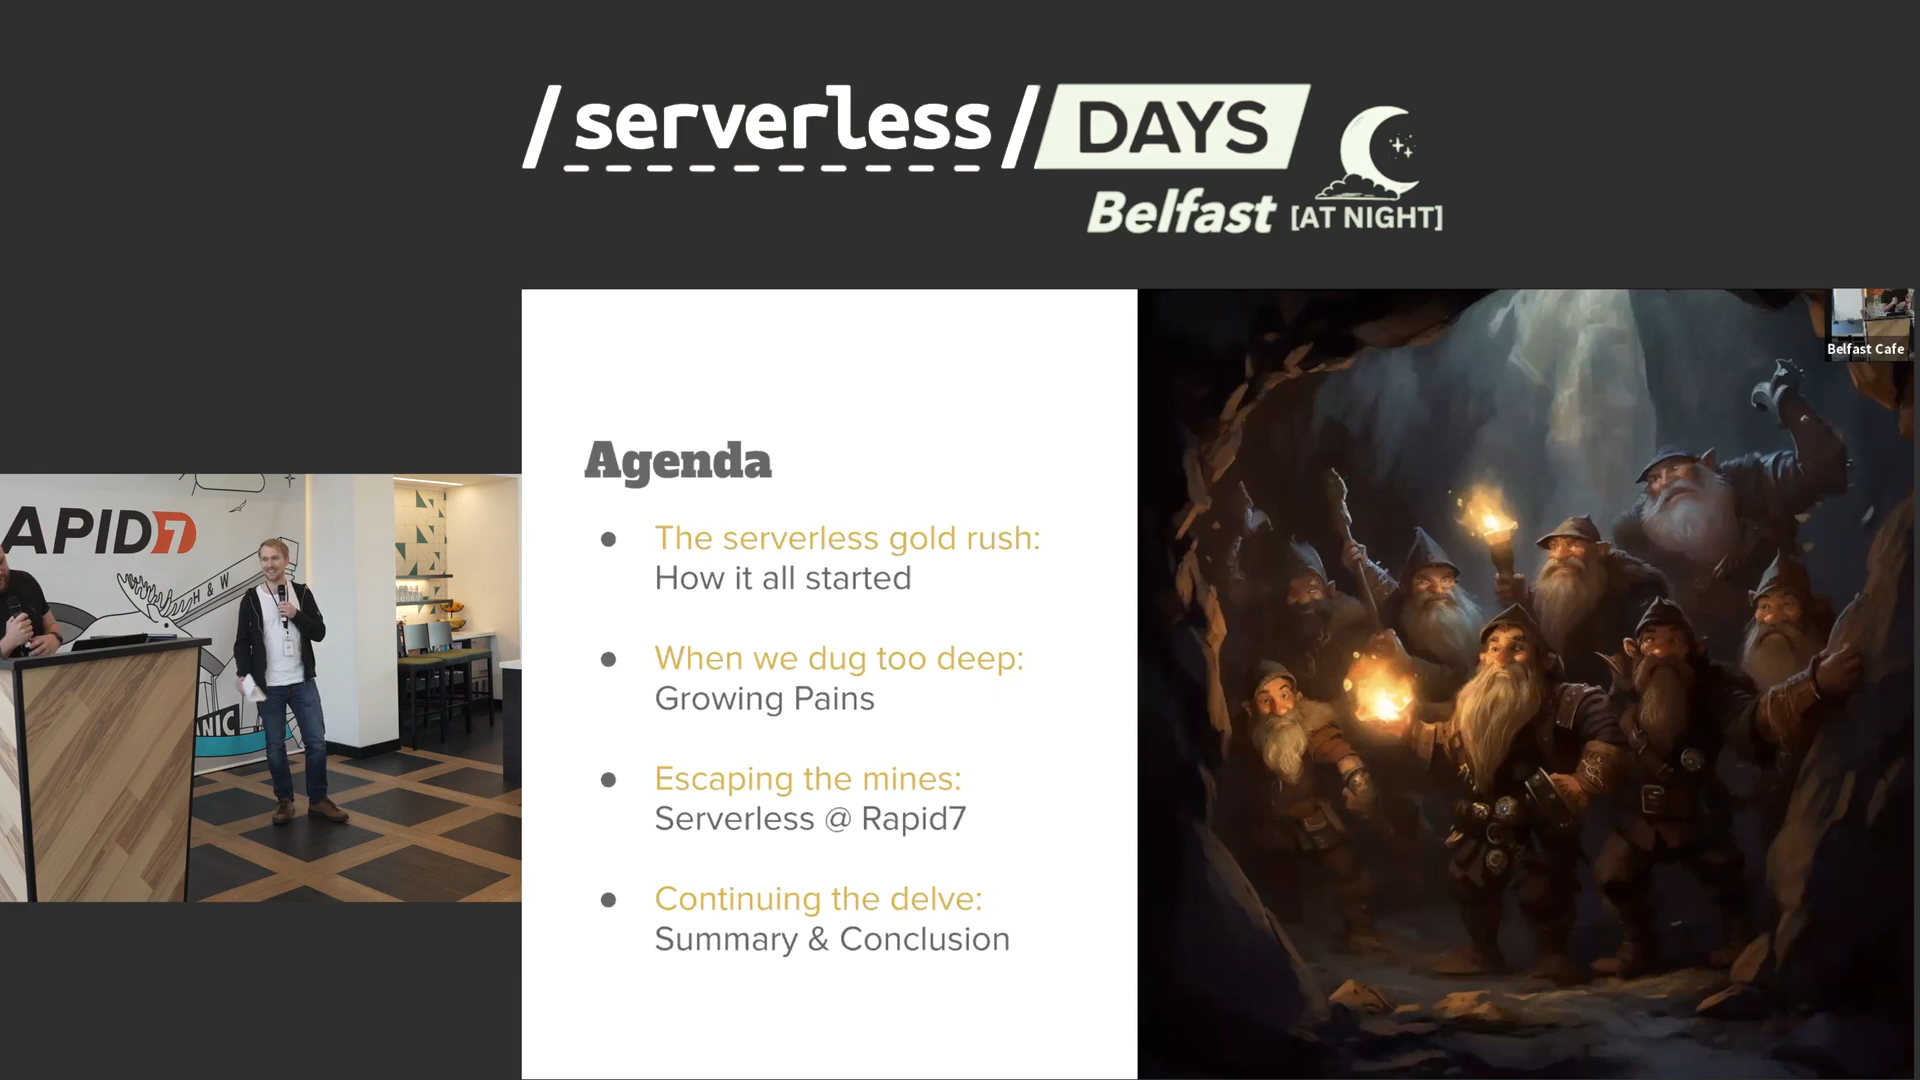 /serverless/DAYS
Belfast [AT NIGHT]
Belfast Cafe
Agenda
● The serverless gold rush:
How it all started
● When we dug too deep:
Growing Pains
● Escaping the mines:
Serverless @ Rapid7
● Continuing the delve:
Summary & Conclusion
APID7
H & W
ANIC